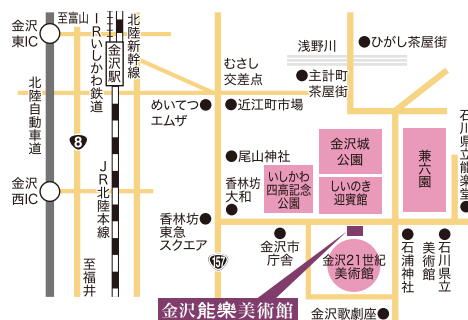 金沢
東IC
至富山
IRいしかわ鉄道
金沢駅
北陸新幹線
北陸自動車道
8
JR北陸本線
金沢
西IC
至福井
むさし
交差点
浅野川
ひがし茶屋街
主計町
茶屋街
めいてつ
エムザ
近江町市場
尾山神社
香林坊
大和
いしかわ
四高記念
公園
金沢城
公園
しいのき
迎賓館
兼六園
石川県立能楽堂
香林坊
東急
スクエア
157
金沢市
庁舎
金沢21世紀
美術館
石浦神社
石川県立
美術館
金沢能樂美術館
金沢歌劇座